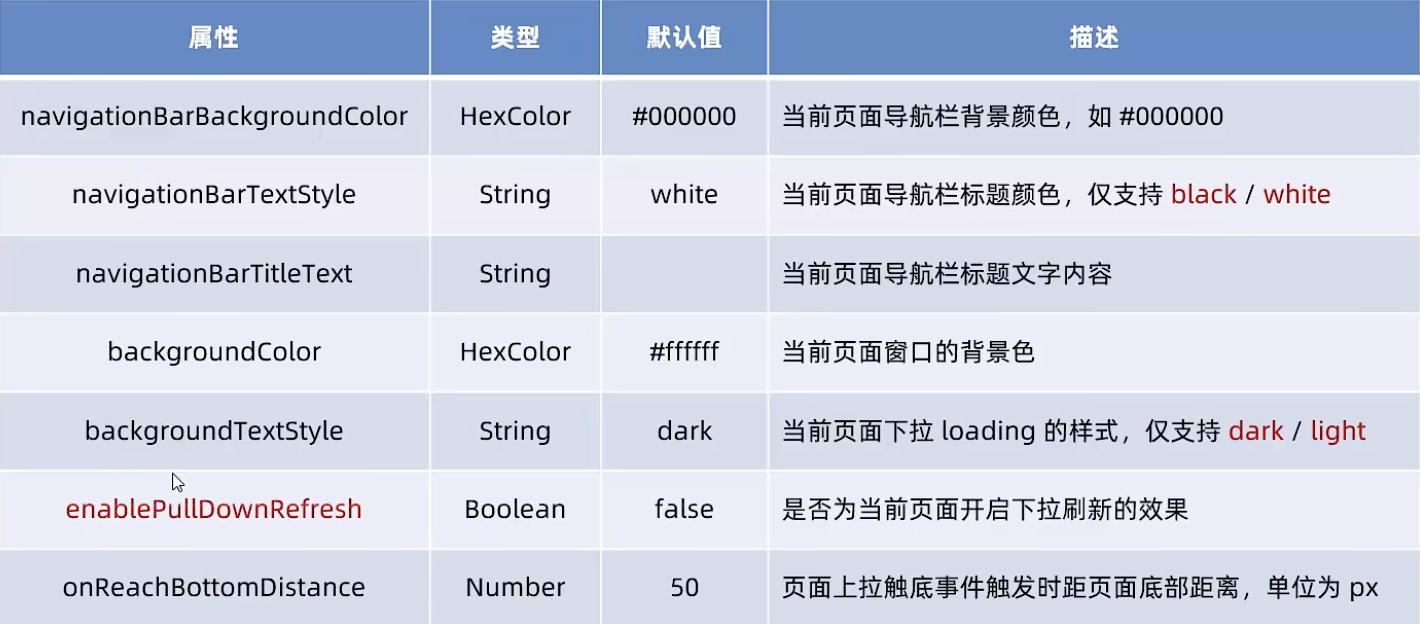 属性 类型 默认值 描述
navigationBarBackgroundColor HexColor #000000 当前页面导航栏背景颜色，如 #000000
navigationBarTextStyle String white 当前页面导航栏标题颜色，仅支持 black / white
navigationBarTitleText String 当前页面导航栏标题文字内容
backgroundColor HexColor #ffffff 当前页面窗口的背景色
backgroundTextStyle String dark 当前页面下拉 loading 的样式，仅支持 dark / light
enablePullDownRefresh Boolean false 是否为当前页面开启下拉刷新的效果
onReachBottomDistance Number 50 页面上拉触底事件触发时距页面底部距离，单位为 px